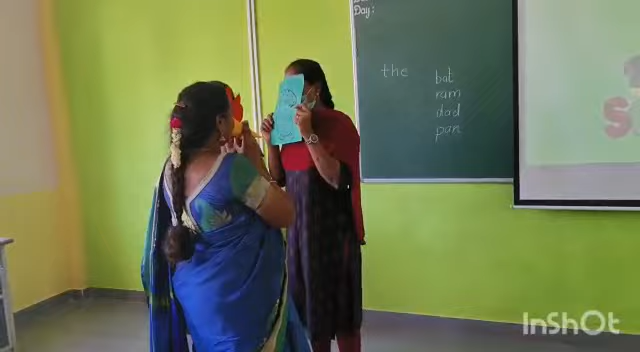 Day:
the
bat
ram
dad
pan
S
InShOt